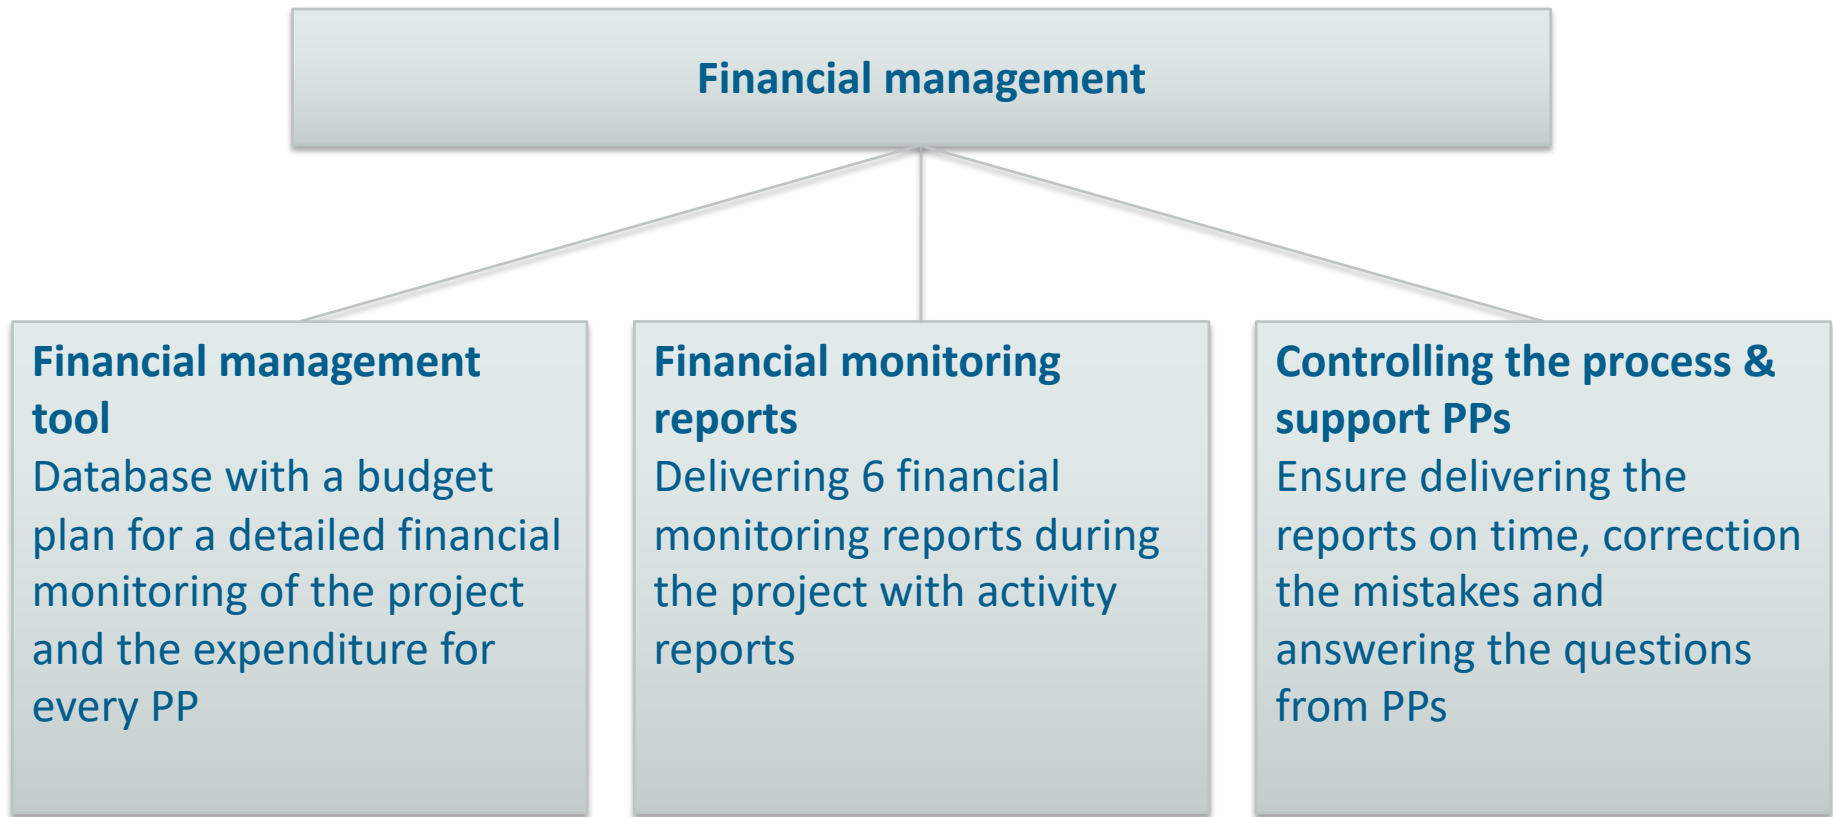 Financial management
Financial management
tool
Database with a budget
plan for a detailed financial
monitoring of the project
and the expenditure for
every PP
Financial monitoring
reports
Delivering 6 financial
monitoring reports during
the project with activity
reports
Controlling the process &
support PPs
Ensure delivering the
reports on time, correction
the mistakes and
answering the questions
from PPs